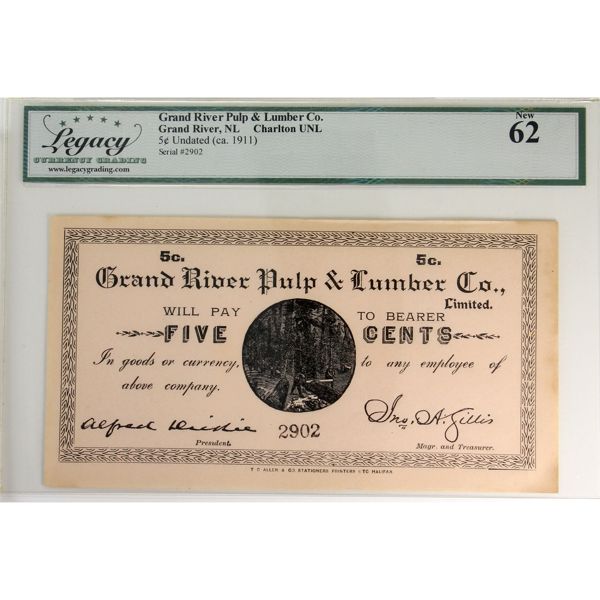 Legacy
CURRENCY GRADING
www.legacygrading.com
Grand River Pulp & Lumber Co.
Grand River, NL Charlton UNL
5¢ Undated (ca. 1911)
Serial #2902
New
62
5c. 5c.
Grand River Pulp & Lumber Co.,
Limited.
WILL PAY TO BEARER
FIVE CENTS
In goods or currency, to any employee of
above company.
Alfred Dickie 2902 Jno. A. Gillis
President. Magr. and Treasurer.
T. C. ALLEN & CO. STATIONERS PRINTERS ETC HALIFAX